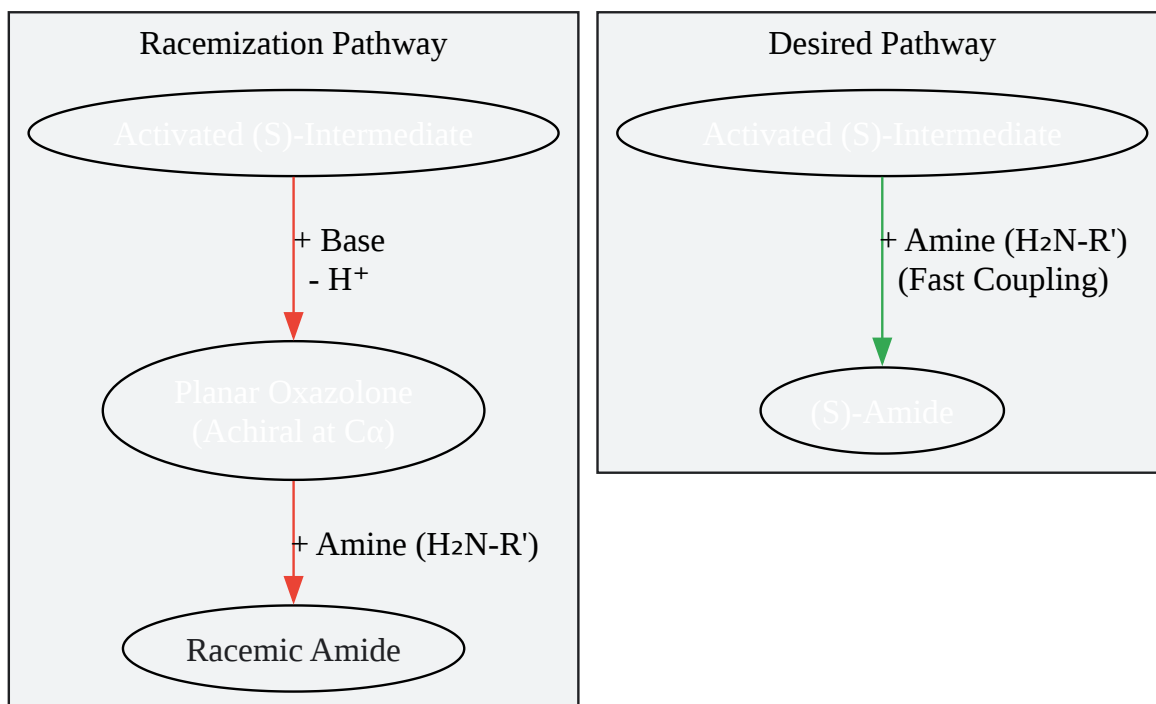 Racemization Pathway
Activated (S)-Intermediate
+ Base
- H⁺
Planar Oxazolone
(Achiral at Cα)
+ Amine (H₂N-R')
Racemic Amide
Desired Pathway
Activated (S)-Intermediate
+ Amine (H₂N-R')
(Fast Coupling)
(S)-Amide